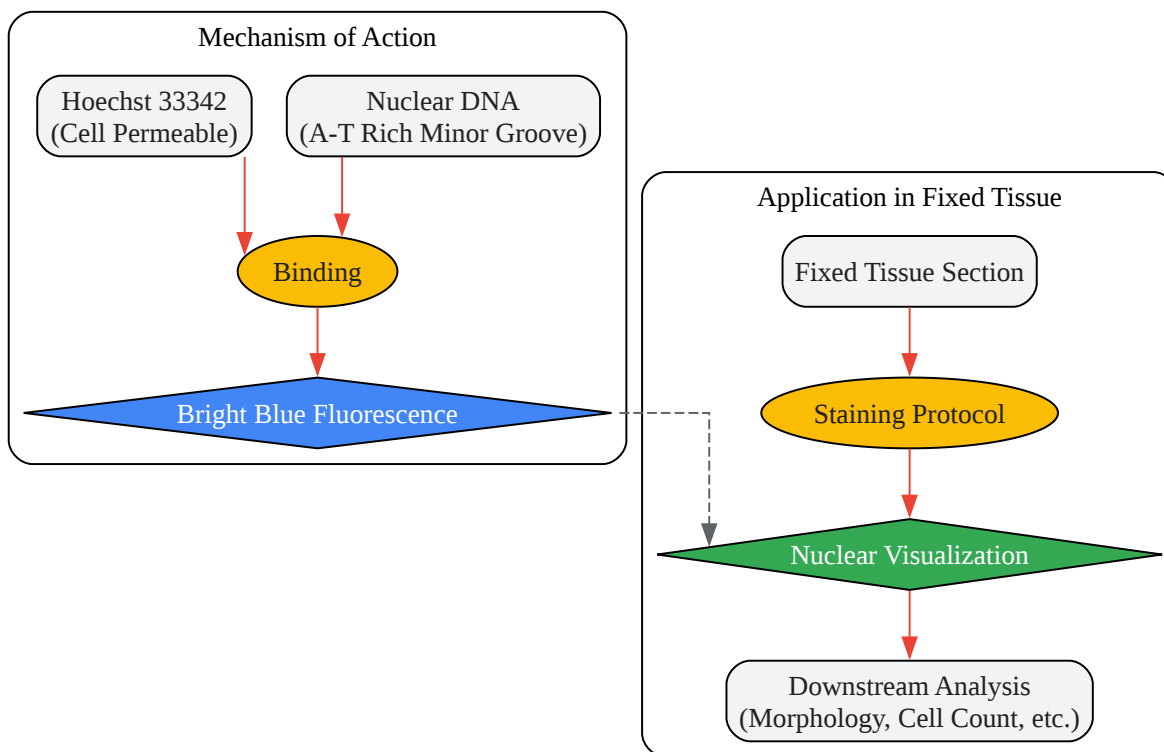 Mechanism of Action
Hoechst 33342
(Cell Permeable)
Nuclear DNA
(A-T Rich Minor Groove)
Binding
Bright Blue Fluorescence
Application in Fixed Tissue
Fixed Tissue Section
Staining Protocol
Nuclear Visualization
Downstream Analysis
(Morphology, Cell Count, etc.)